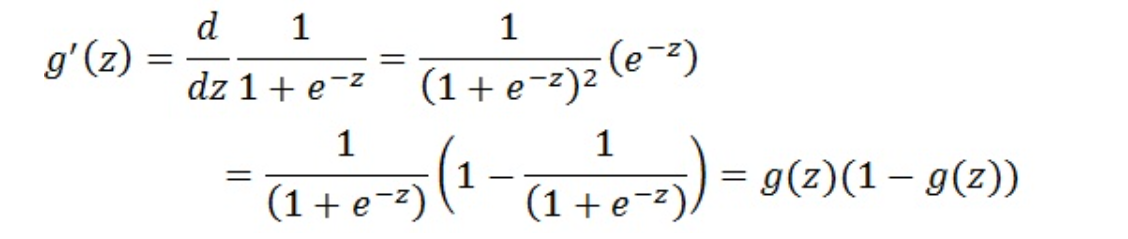 g′(z) = d/dz 1/(1 + e^{−z}) = 1/(1 + e^{−z})² (e^{−z})
= 1/((1 + e^{−z})) (1 − 1/((1 + e^{−z}))) = g(z)(1 − g(z))